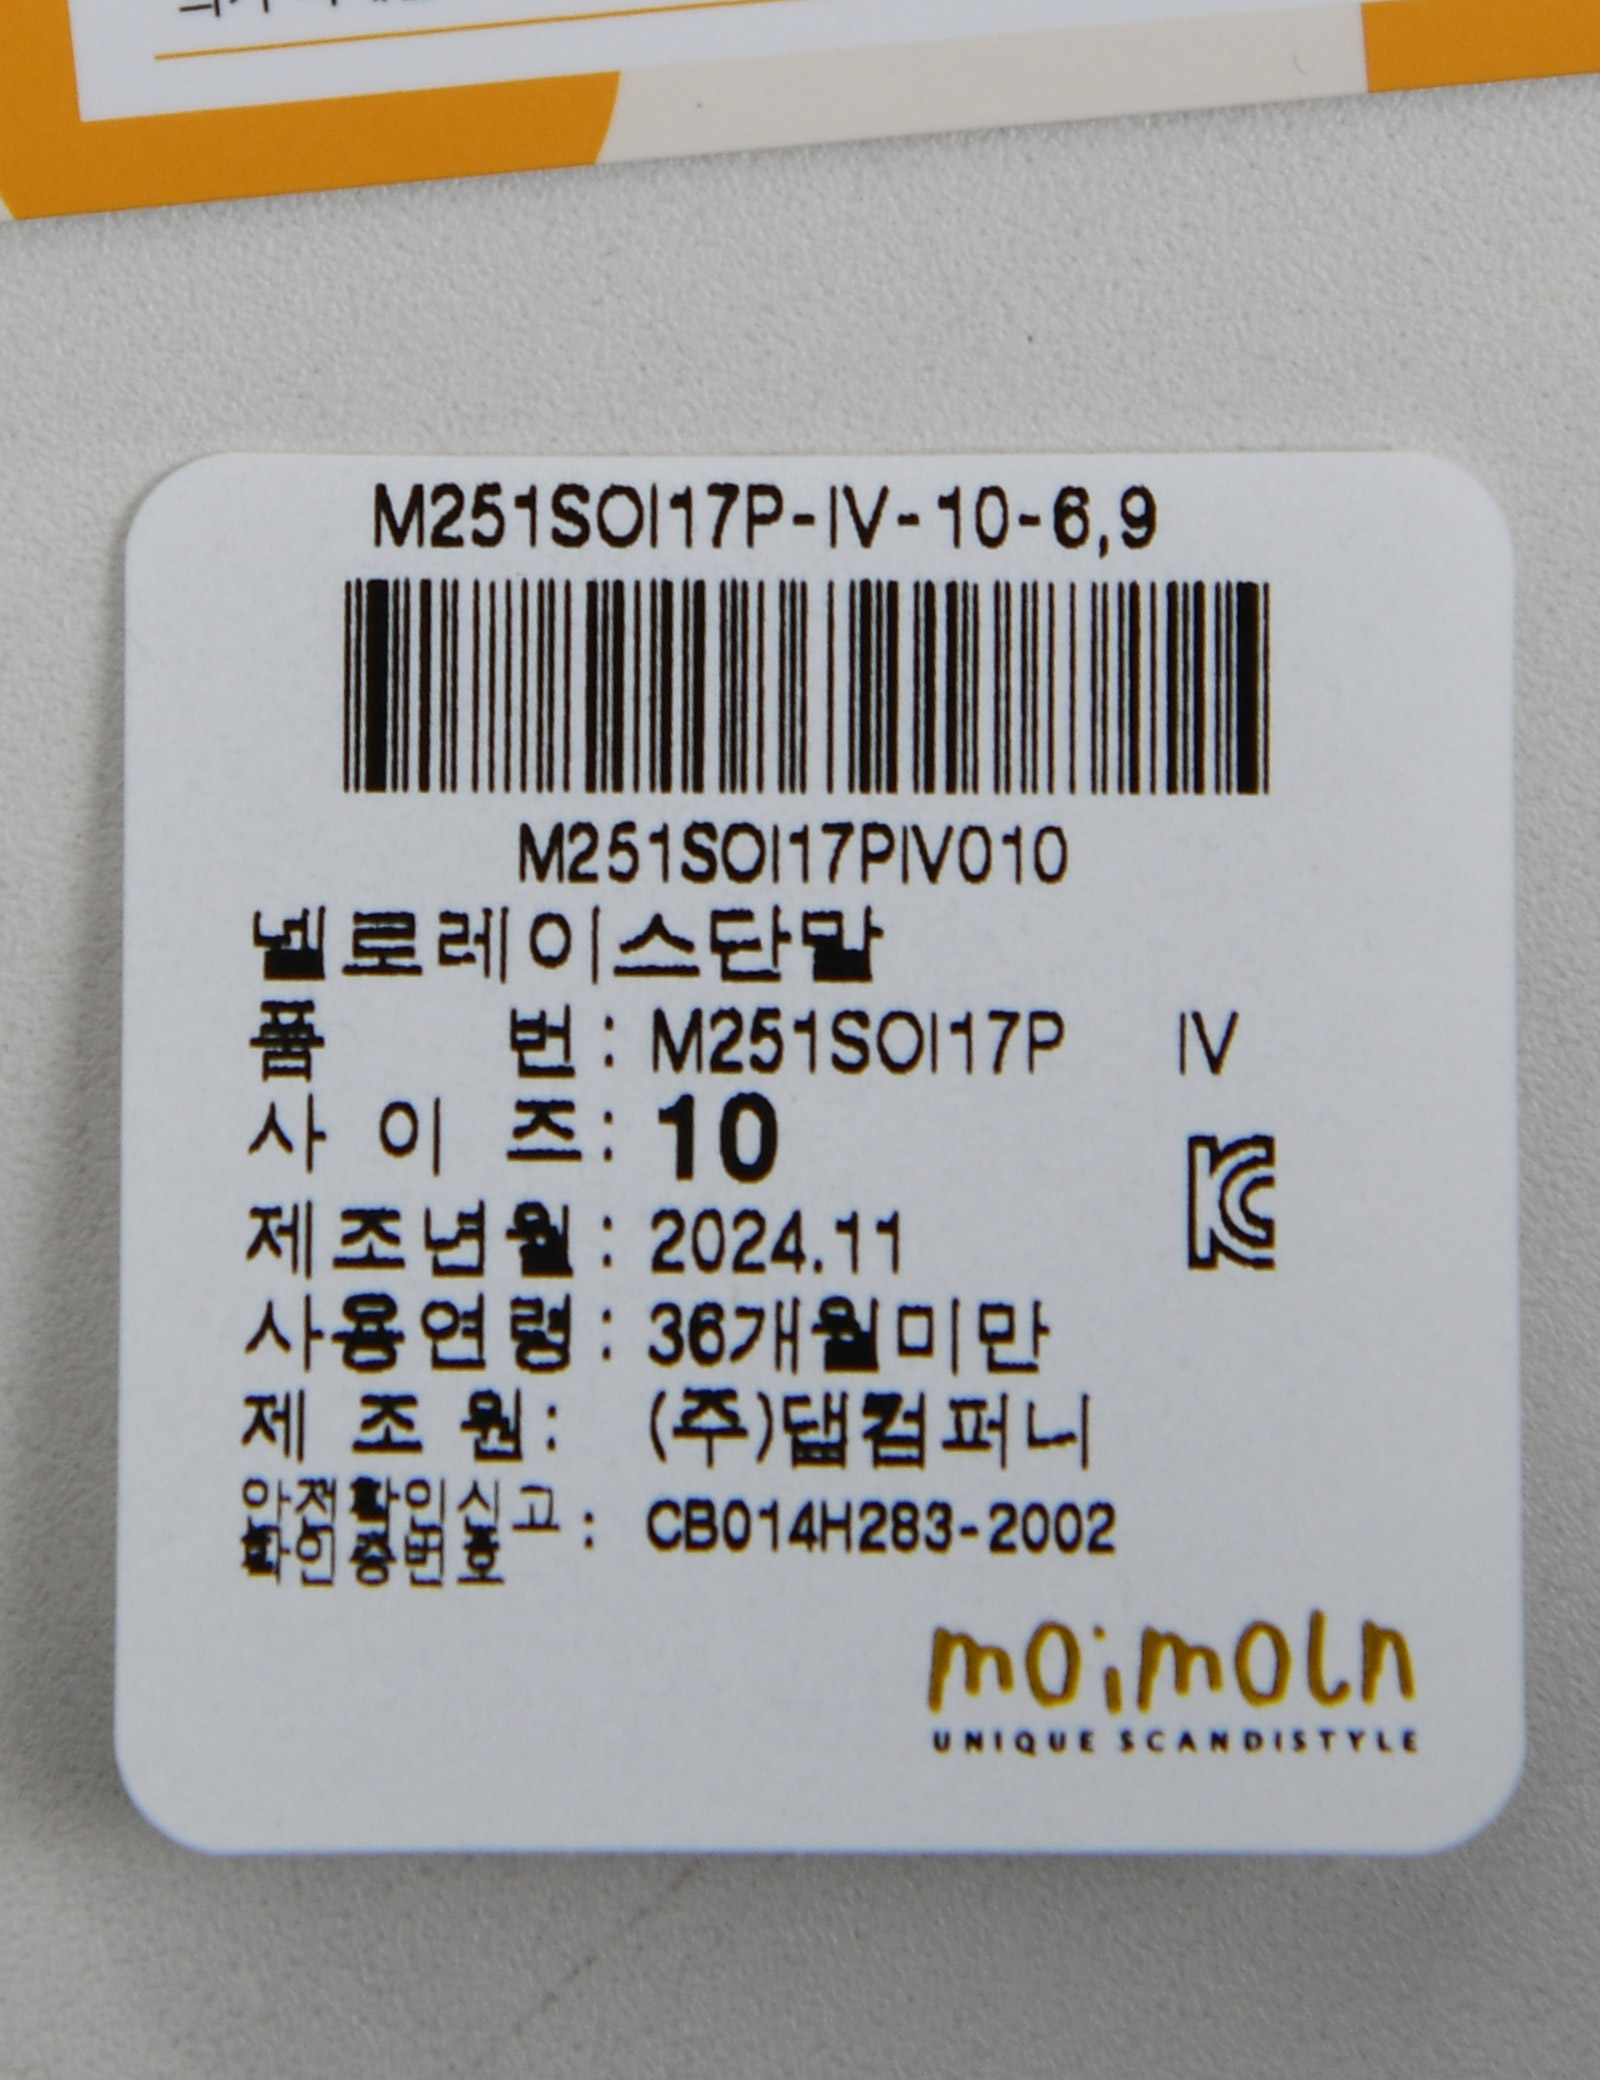 M251SOI17P-IV-10-6,9
M251SOI17PIV010
넬로레이스단말
품 번 : M251SOI17P IV
사 이 즈 : 10
제조년월 : 2024.11
사용연령 : 36개월미만
제 조 원 : (주)댑컴퍼니
안전확인신고
확인증번호 : CB014H283-2002
moimoln
UNIQUE SCANDISTYLE